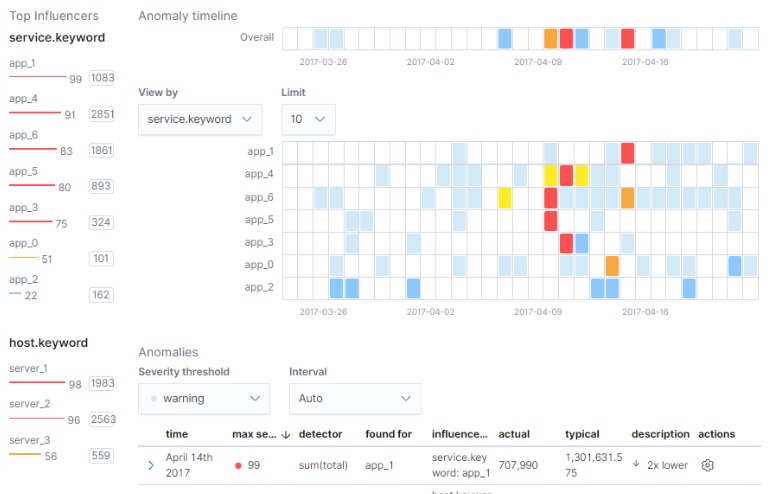 Top Influencers
service.keyword
app_1
99 1083
app_4
91 2851
app_6
83 1861
app_5
80 893
app_3
75 324
app_0
51 101
app_2
22 162
host.keyword
server_1
98 1983
server_2
96 2563
server_3
56 559
Anomaly timeline
Overall
2017-03-26 2017-04-02 2017-04-09 2017-04-16
View by Limit
service.keyword 10
app_1
app_4
app_6
app_5
app_3
app_0
app_2
2017-03-26 2017-04-02 2017-04-09 2017-04-16
Anomalies
Severity threshold Interval
warning Auto
time max se... detector found for influence... actual typical description actions
April 14th 2017 99 sum(total) app_1 service.key word: app_1 707,990 1,301,631.5 75 2x lower